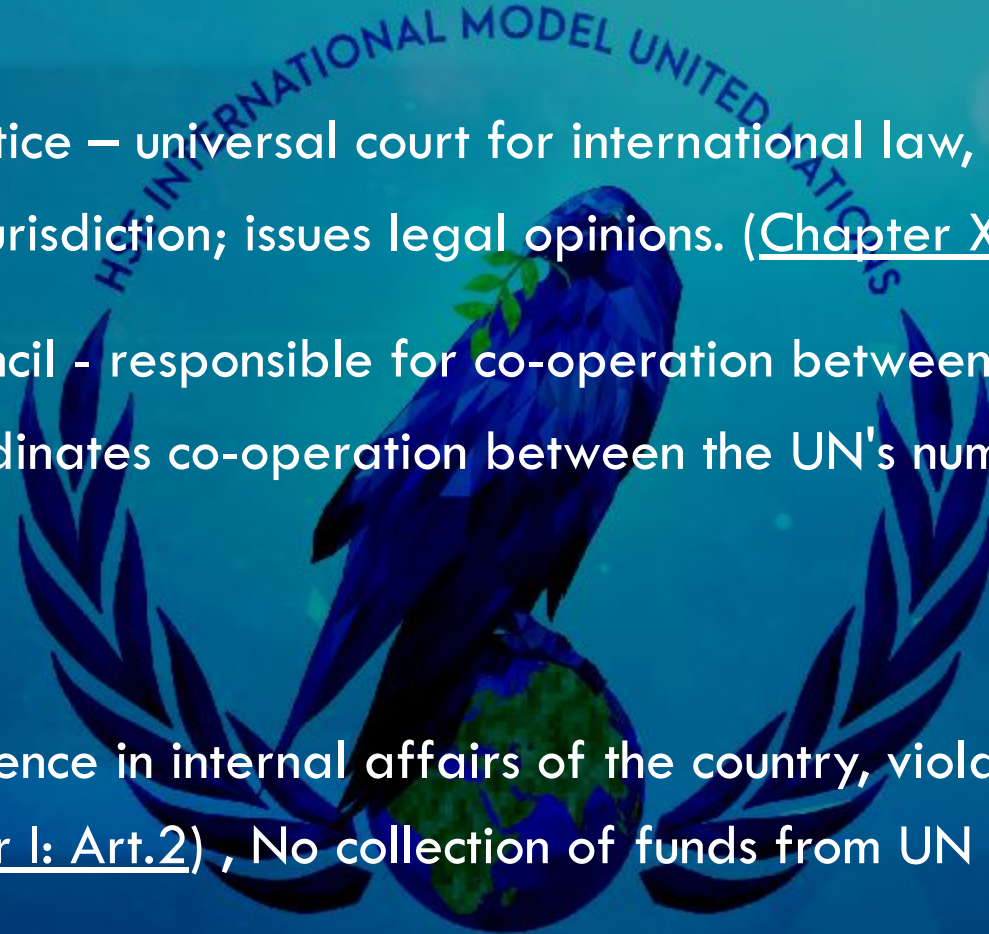 HST INTERNATIONAL MODEL UNITED NATIONS
tice – universal court for international law,
urisdiction; issues legal opinions. (Chapter X
ncil - responsible for co-operation between
dinates co-operation between the UN's num
ence in internal affairs of the country, viola
r I: Art.2) , No collection of funds from UN